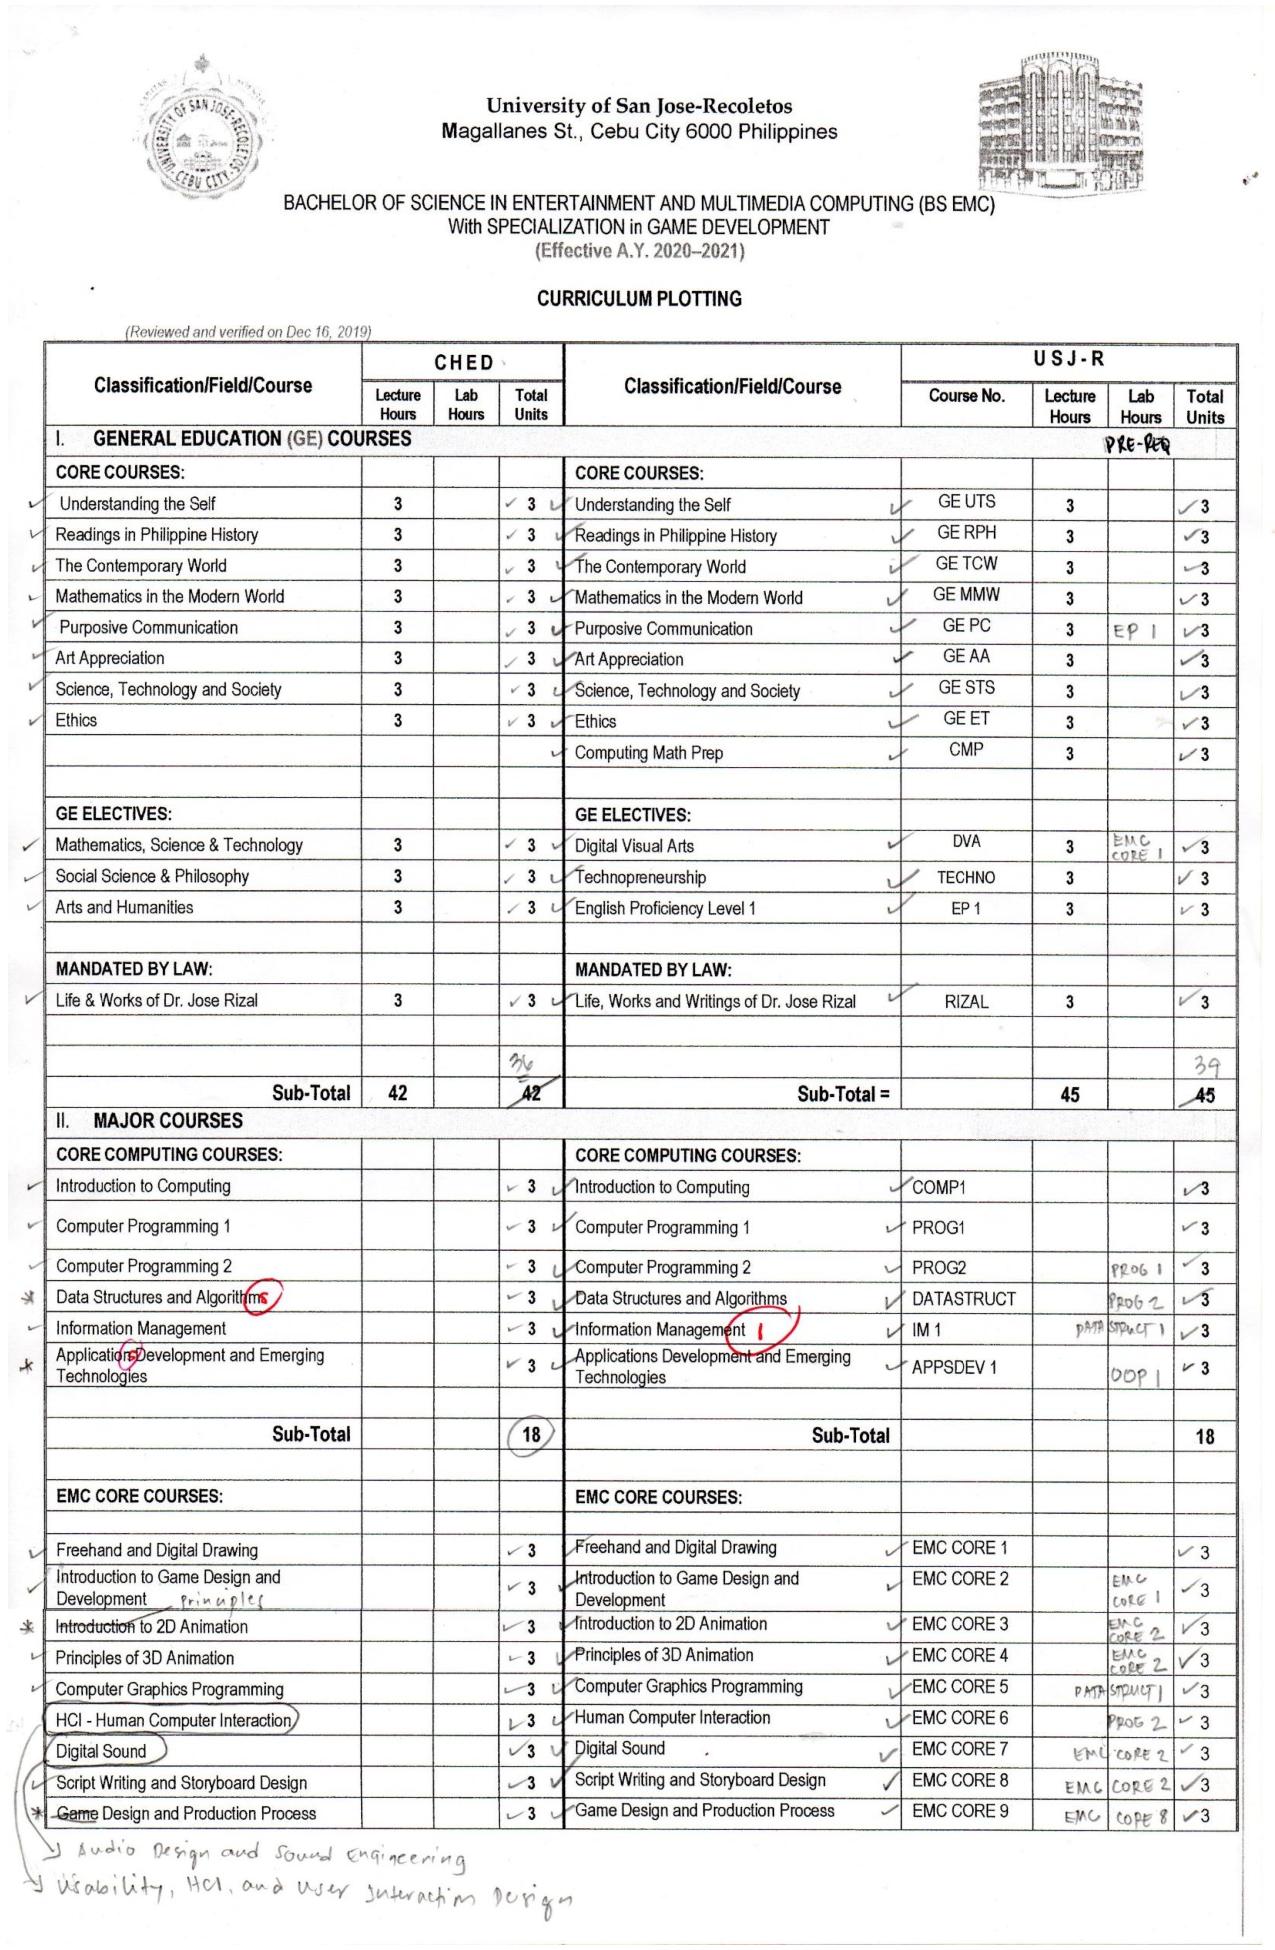 UNIVERSITY OF SAN JOSE-RECOLETOS
CEBU CITY
University of San Jose-Recoletos
Magallanes St., Cebu City 6000 Philippines
BACHELOR OF SCIENCE IN ENTERTAINMENT AND MULTIMEDIA COMPUTING (BS EMC)
With SPECIALIZATION in GAME DEVELOPMENT
(Effective A.Y. 2020–2021)
CURRICULUM PLOTTING
(Reviewed and verified on Dec 16, 2019)
Classification/Field/Course CHED Classification/Field/Course USJ-R
Lecture Hours Lab Hours Total Units Course No. Lecture Hours Lab Hours Total Units
I. GENERAL EDUCATION (GE) COURSES PRE-REQ
CORE COURSES: CORE COURSES:
Understanding the Self 3 3 Understanding the Self GE UTS 3 3
Readings in Philippine History 3 3 Readings in Philippine History GE RPH 3 3
The Contemporary World 3 3 The Contemporary World GE TCW 3 3
Mathematics in the Modern World 3 3 Mathematics in the Modern World GE MMW 3 3
Purposive Communication 3 3 Purposive Communication GE PC 3 EP 1 3
Art Appreciation 3 3 Art Appreciation GE AA 3 3
Science, Technology and Society 3 3 Science, Technology and Society GE STS 3 3
Ethics 3 3 Ethics GE ET 3 3
Computing Math Prep CMP 3 3
GE ELECTIVES: GE ELECTIVES:
Mathematics, Science & Technology 3 3 Digital Visual Arts DVA 3 EMC CORE 1 3
Social Science & Philosophy 3 3 Technopreneurship TECHNO 3 3
Arts and Humanities 3 3 English Proficiency Level 1 EP 1 3 3
MANDATED BY LAW: MANDATED BY LAW:
Life & Works of Dr. Jose Rizal 3 3 Life, Works and Writings of Dr. Jose Rizal RIZAL 3 3
36 39
Sub-Total 42 42 Sub-Total = 45 45
II. MAJOR COURSES
CORE COMPUTING COURSES: CORE COMPUTING COURSES:
Introduction to Computing 3 Introduction to Computing COMP1 3
Computer Programming 1 3 Computer Programming 1 PROG1 3
Computer Programming 2 3 Computer Programming 2 PROG2 PROG 1 3
Data Structures and Algorithms 3 Data Structures and Algorithms DATASTRUCT PROG 2 3
Information Management 3 Information Management 1 IM 1 DATA STRUCT 1 3
Applications Development and Emerging Technologies 3 Applications Development and Emerging Technologies APPSDEV 1 OOP 1 3
Sub-Total 18 Sub-Total 18
EMC CORE COURSES: EMC CORE COURSES:
Freehand and Digital Drawing 3 Freehand and Digital Drawing EMC CORE 1 3
Introduction to Game Design and Development 3 Introduction to Game Design and Development EMC CORE 2 EMC CORE 1 3
principles
Introduction to 2D Animation 3 Introduction to 2D Animation EMC CORE 3 EMC CORE 2 3
Principles of 3D Animation 3 Principles of 3D Animation EMC CORE 4 EMC CORE 2 3
Computer Graphics Programming 3 Computer Graphics Programming EMC CORE 5 DATA STRUCT 1 3
HCI - Human Computer Interaction 3 Human Computer Interaction EMC CORE 6 PROG 2 3
Digital Sound 3 Digital Sound EMC CORE 7 EMC CORE 2 3
Script Writing and Storyboard Design 3 Script Writing and Storyboard Design EMC CORE 8 EMC CORE 2 3
Game Design and Production Process 3 Game Design and Production Process EMC CORE 9 EMC CORE 8 3
Audio Design and Sound Engineering
Usability, HCI, and User Interaction Design